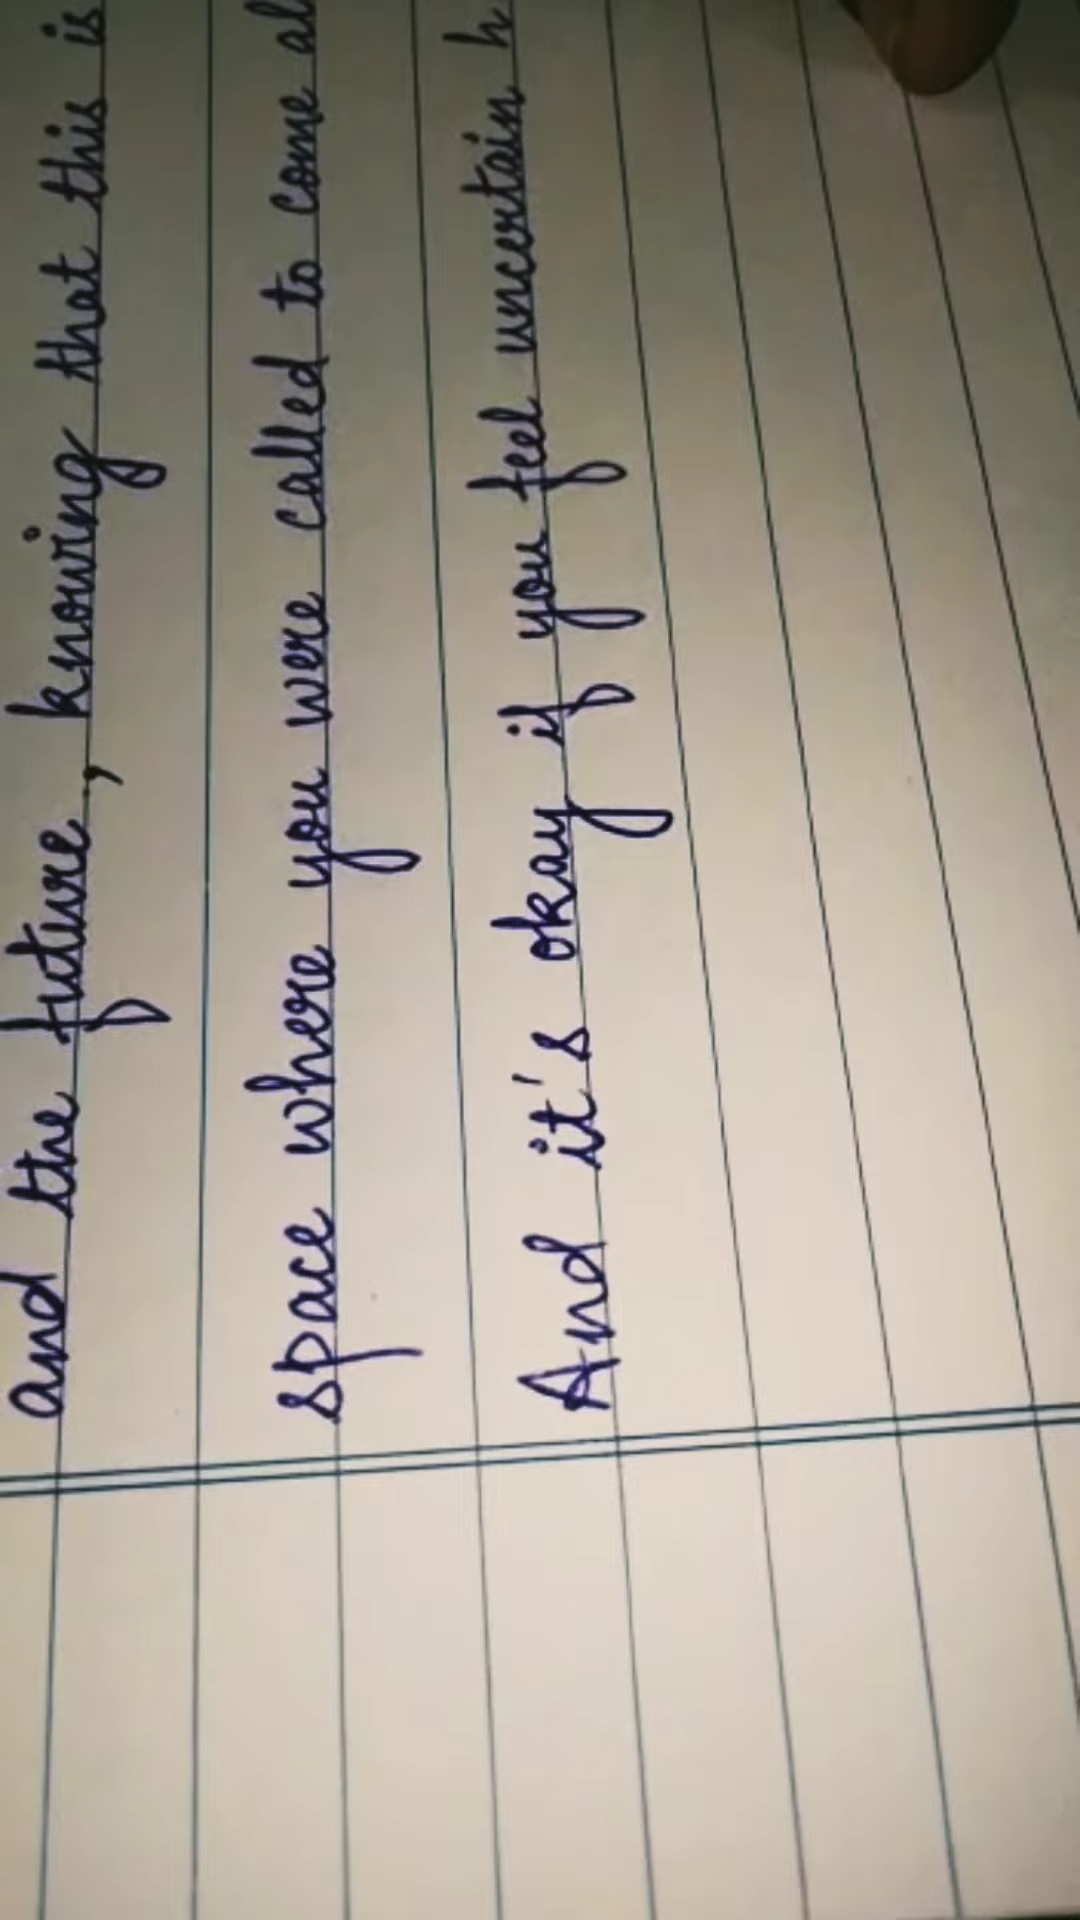 and the future, knowing that this is
space where you were called to come al
And it's okay if you feel uncertain h